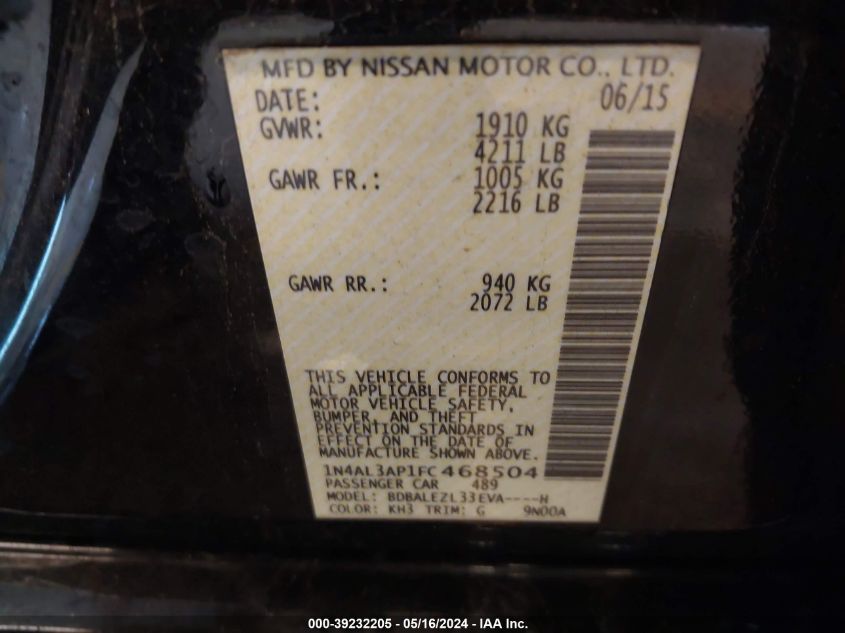 MFD BY NISSAN MOTOR CO., LTD.
DATE: 06/15
GVWR: 1910 KG
4211 LB
GAWR FR.: 1005 KG
2216 LB
GAWR RR.: 940 KG
2072 LB
THIS VEHICLE CONFORMS TO
ALL APPLICABLE FEDERAL
MOTOR VEHICLE SAFETY,
BUMPER, AND THEFT
PREVENTION STANDARDS IN
EFFECT ON THE DATE OF
MANUFACTURE SHOWN ABOVE.
1N4AL3AP1FC468504
PASSENGER CAR 489
MODEL: BDBALEZL33EVA----H
COLOR: KH3 TRIM: G 9N00A
000-39232205 - 05/16/2024 - IAA Inc.